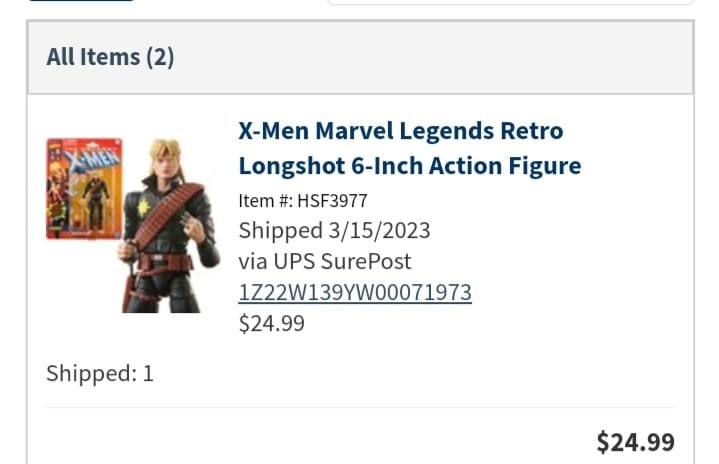 All Items (2)
X-MEN
X-Men Marvel Legends Retro
Longshot 6-Inch Action Figure
Item #: HSF3977
Shipped 3/15/2023
via UPS SurePost
1Z22W139YW00071973
$24.99
Shipped: 1
$24.99